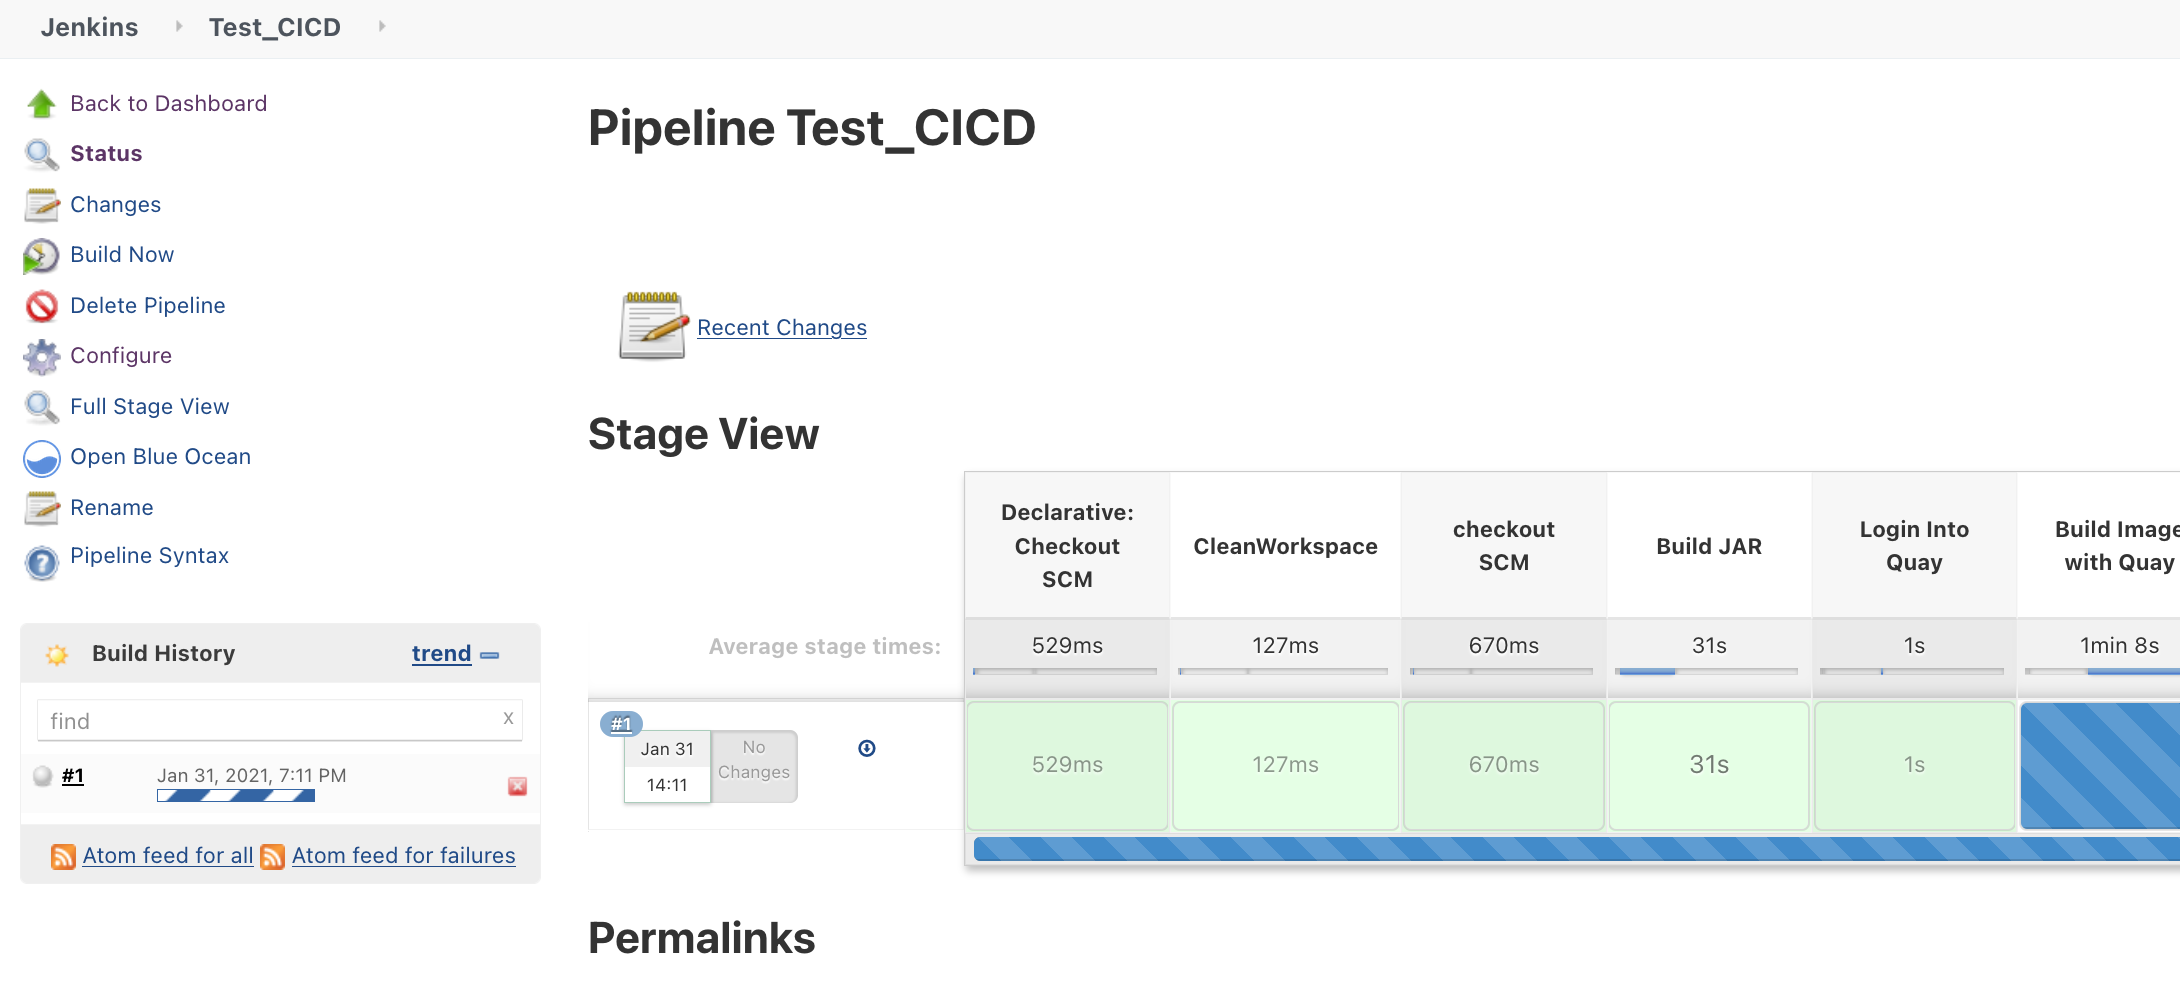 Jenkins
Test_CICD
Back to Dashboard
Status
Changes
Build Now
Delete Pipeline
Configure
Full Stage View
Open Blue Ocean
Rename
Pipeline Syntax
Build History
trend
find
x
#1
Jan 31, 2021, 7:11 PM
Atom feed for all
Atom feed for failures
Pipeline Test_CICD
Recent Changes
Stage View
Declarative:
Checkout
SCM
CleanWorkspace
checkout
SCM
Build JAR
Login Into
Quay
Build Image
with Quay
Average stage times:
529ms
127ms
670ms
31s
1s
1min 8s
#1
Jan 31
14:11
No
Changes
529ms
127ms
670ms
31s
1s
Permalinks